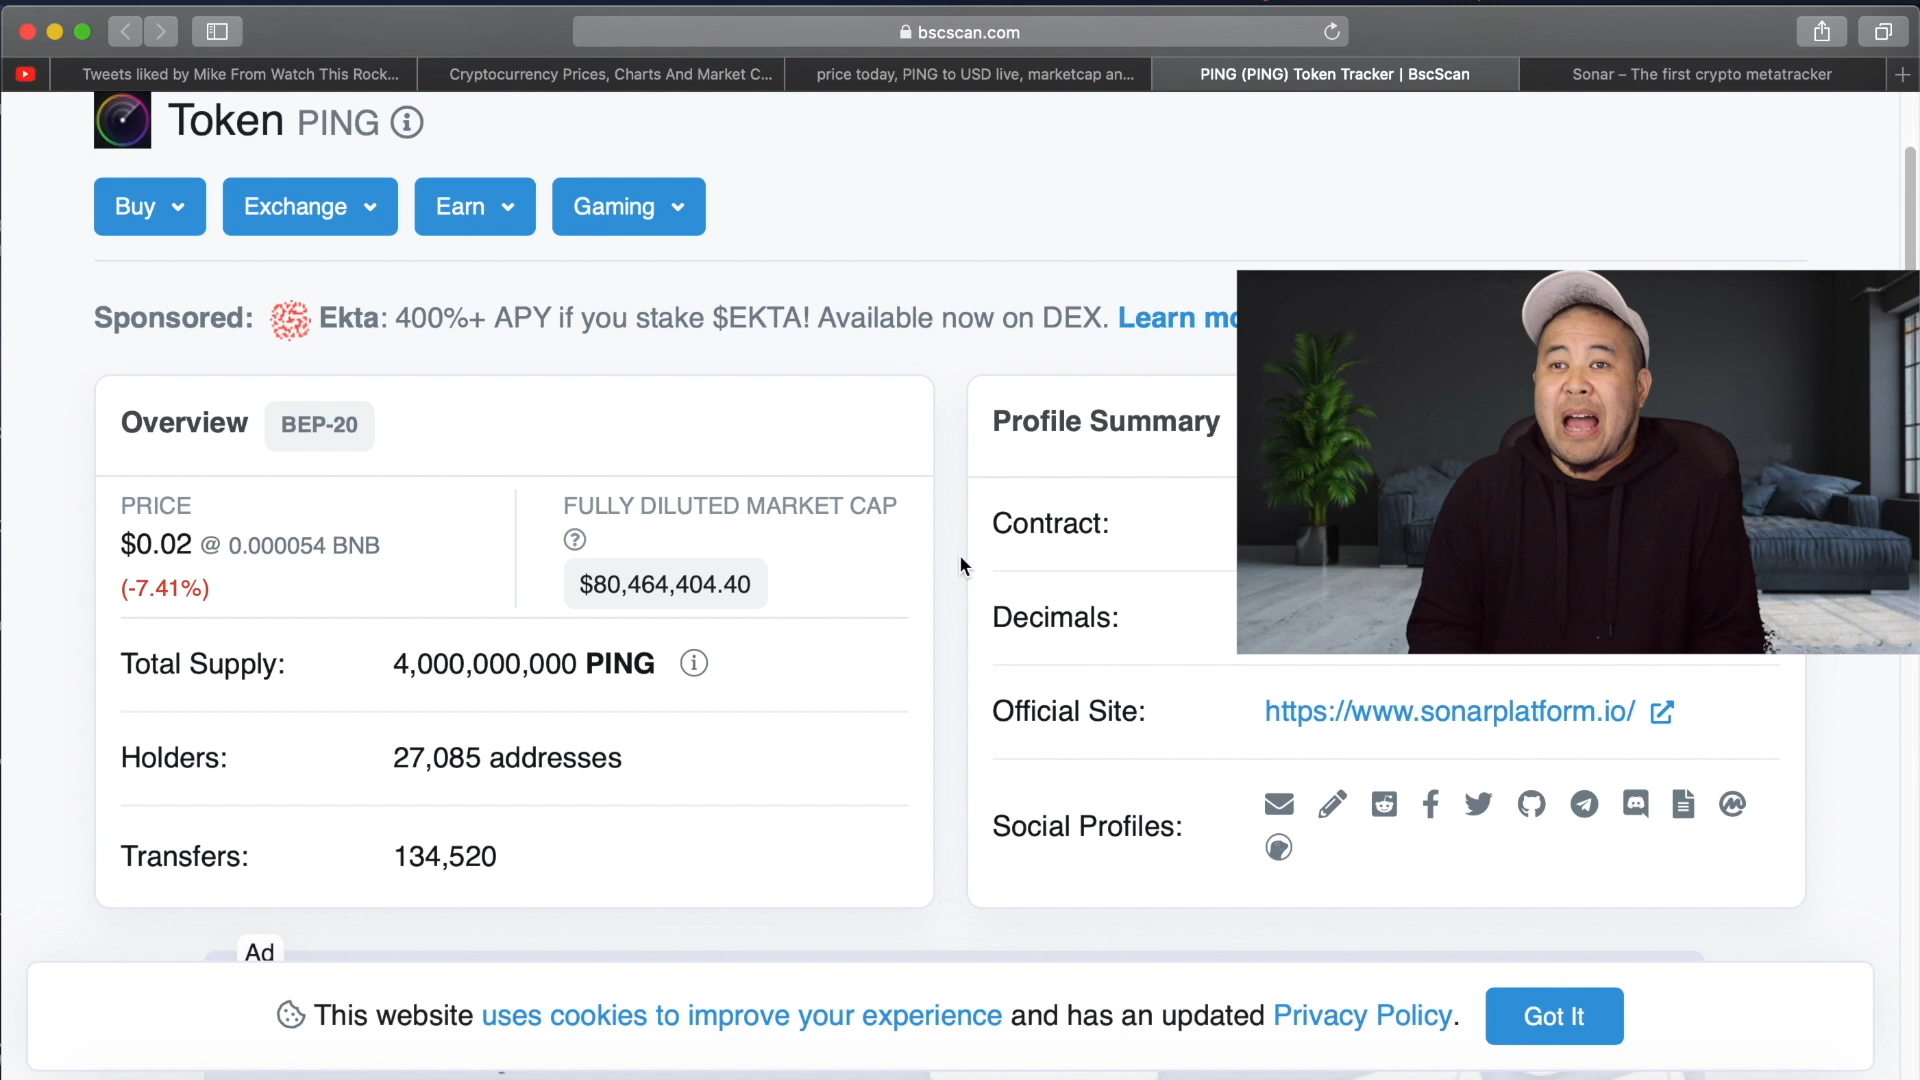 bscscan.com
Tweets liked by Mike From Watch This Rock...
Cryptocurrency Prices, Charts And Market C...
price today, PING to USD live, marketcap an...
PING (PING) Token Tracker | BscScan
Sonar – The first crypto metatracker
Token PING
Buy
Exchange
Earn
Gaming
Sponsored: Ekta: 400%+ APY if you stake $EKTA! Available now on DEX. Learn
Overview
BEP-20
PRICE
$0.02 @ 0.000054 BNB
(-7.41%)
FULLY DILUTED MARKET CAP
$80,464,404.40
Total Supply:
4,000,000,000 PING
Holders:
27,085 addresses
Transfers:
134,520
Profile Summary
Contract:
Decimals:
Official Site:
https://www.sonarplatform.io/
Social Profiles:
Ad
This website uses cookies to improve your experience and has an updated Privacy Policy.
Got It